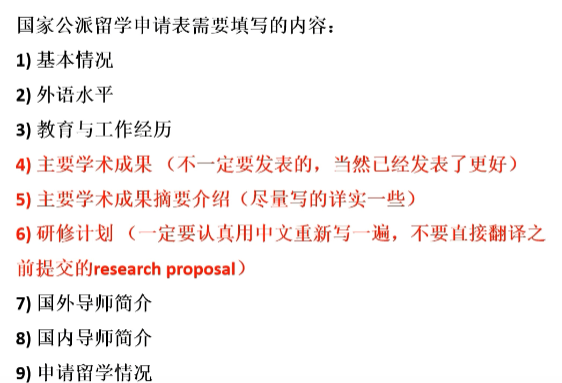 国家公派留学申请表需要填写的内容：
1) 基本情况
2) 外语水平
3) 教育与工作经历
4) 主要学术成果 （不一定要发表的，当然已经发表了更好）
5) 主要学术成果摘要介绍（尽量写的详实一些）
6) 研修计划 （一定要认真用中文重新写一遍，不要直接翻译之
前提交的research proposal）
7) 国外导师简介
8) 国内导师简介
9) 申请留学情况